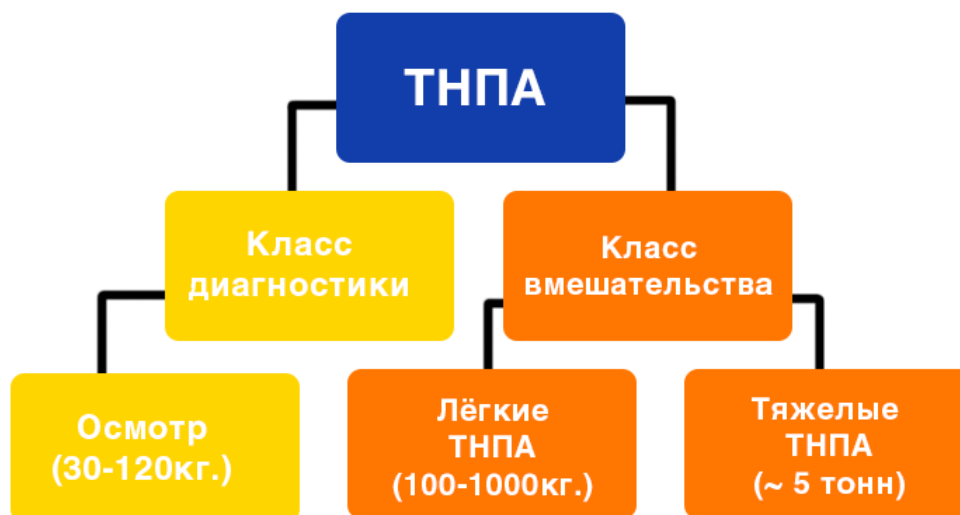 ТНПА
Класс
диагностики
Класс
вмешательства
Осмотр
(30-120кг.)
Лёгкие
ТНПА
(100-1000кг.)
Тяжелые
ТНПА
(~ 5 тонн)